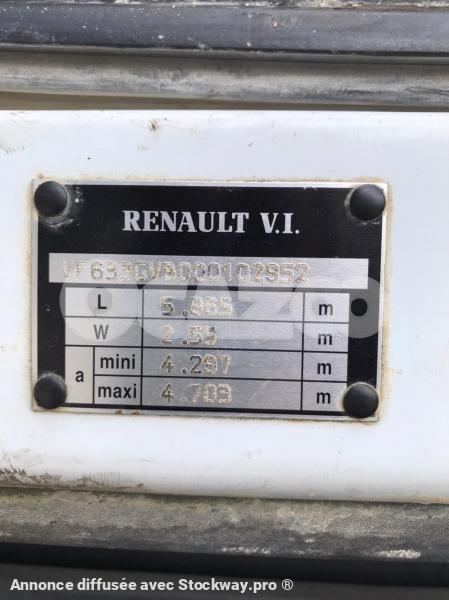 RENAULT V.I.
VF633GVA000102952
L 5.865 m
W 2.55 m
a mini 4.297 m
maxi 4.703 m
Annonce diffusée avec Stockway.pro ®